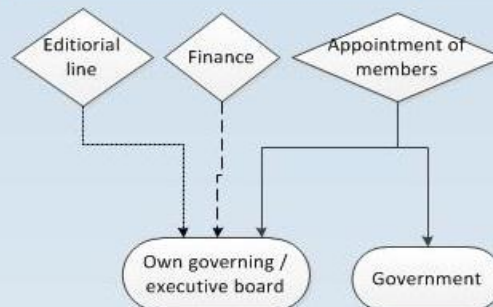 Editiorial
line
Finance
Appointment of
members
Own governing /
executive board
Government